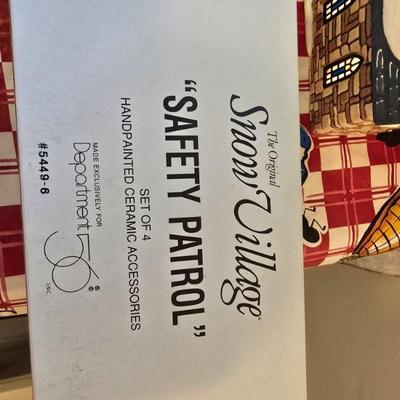 The Original
Snow Village®
"SAFETY PATROL"
SET OF 4
HANDPAINTED CERAMIC ACCESSORIES
MADE EXCLUSIVELY FOR
Department 56®
INC.
#5449-6